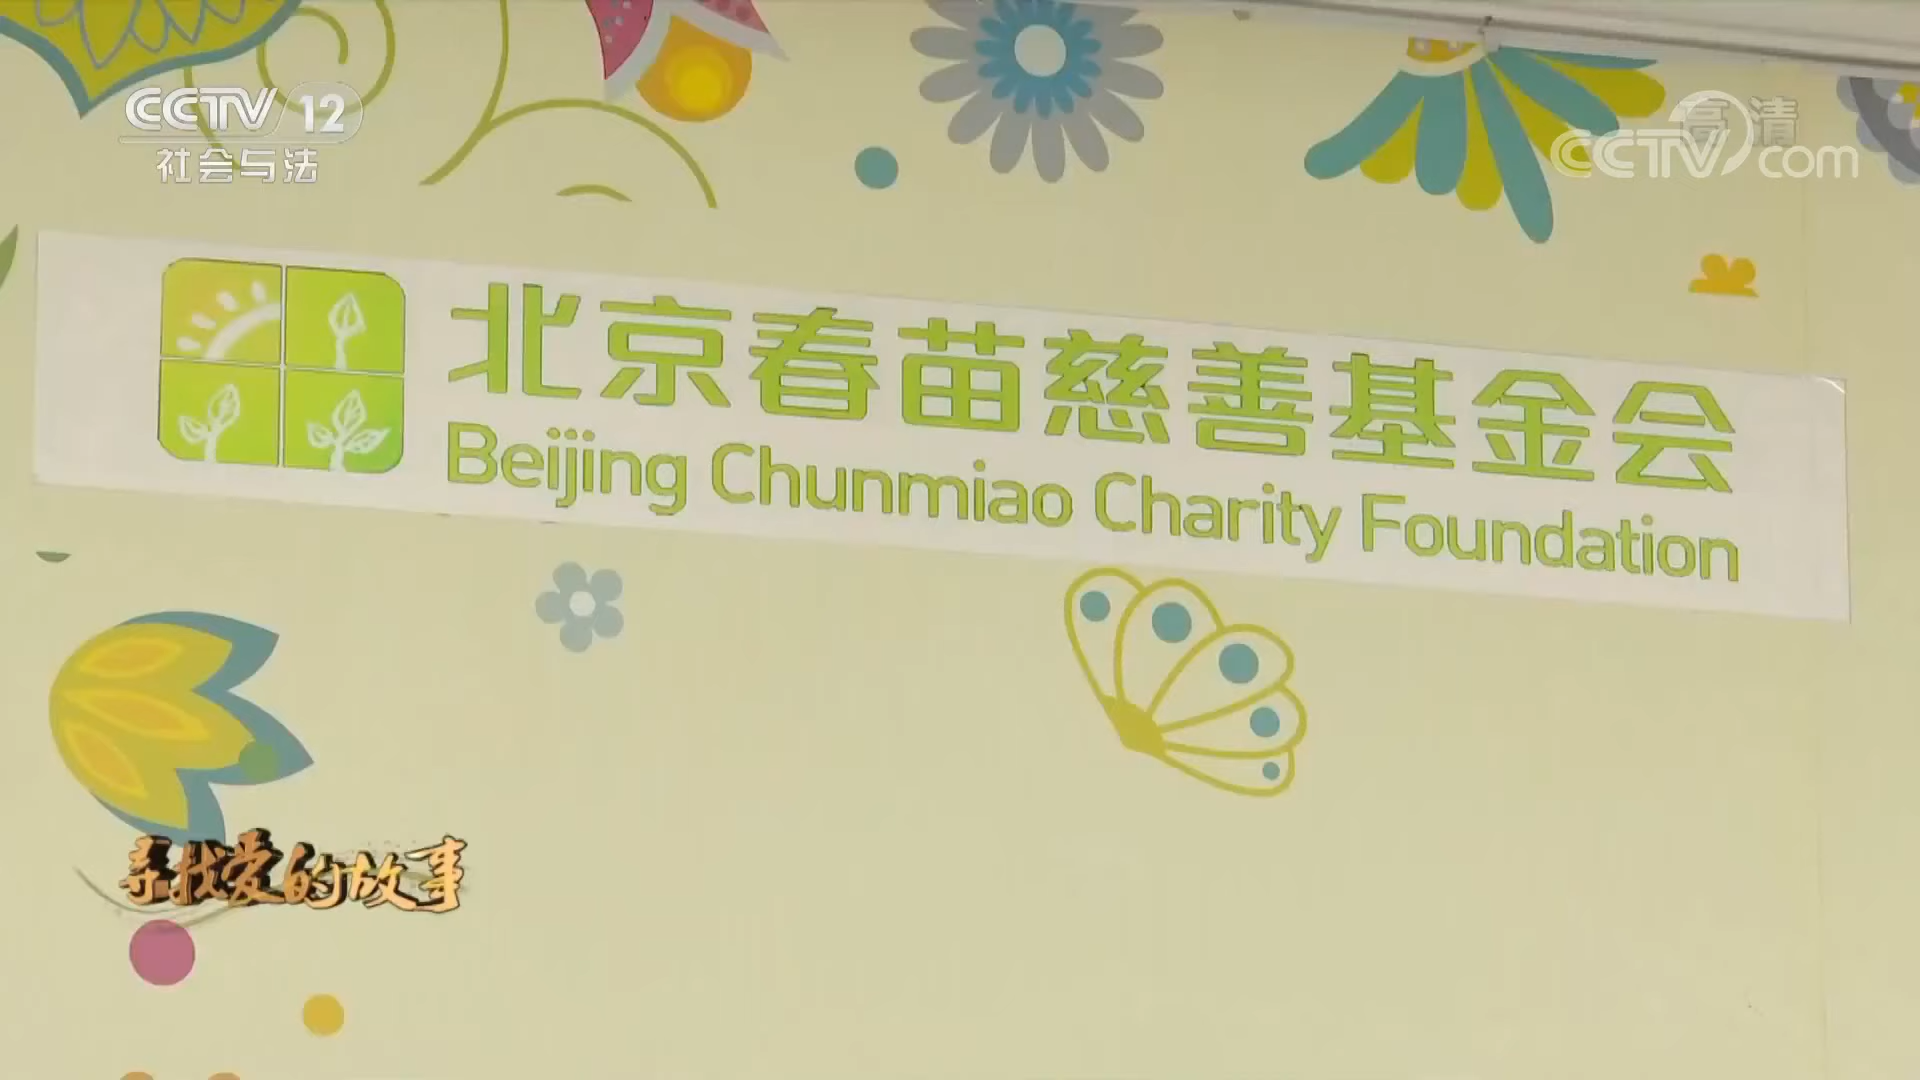 CCTV 12
社会与法
高清
CCTV.com
北京春苗慈善基金会
Beijing Chunmiao Charity Foundation
寻找爱的故事